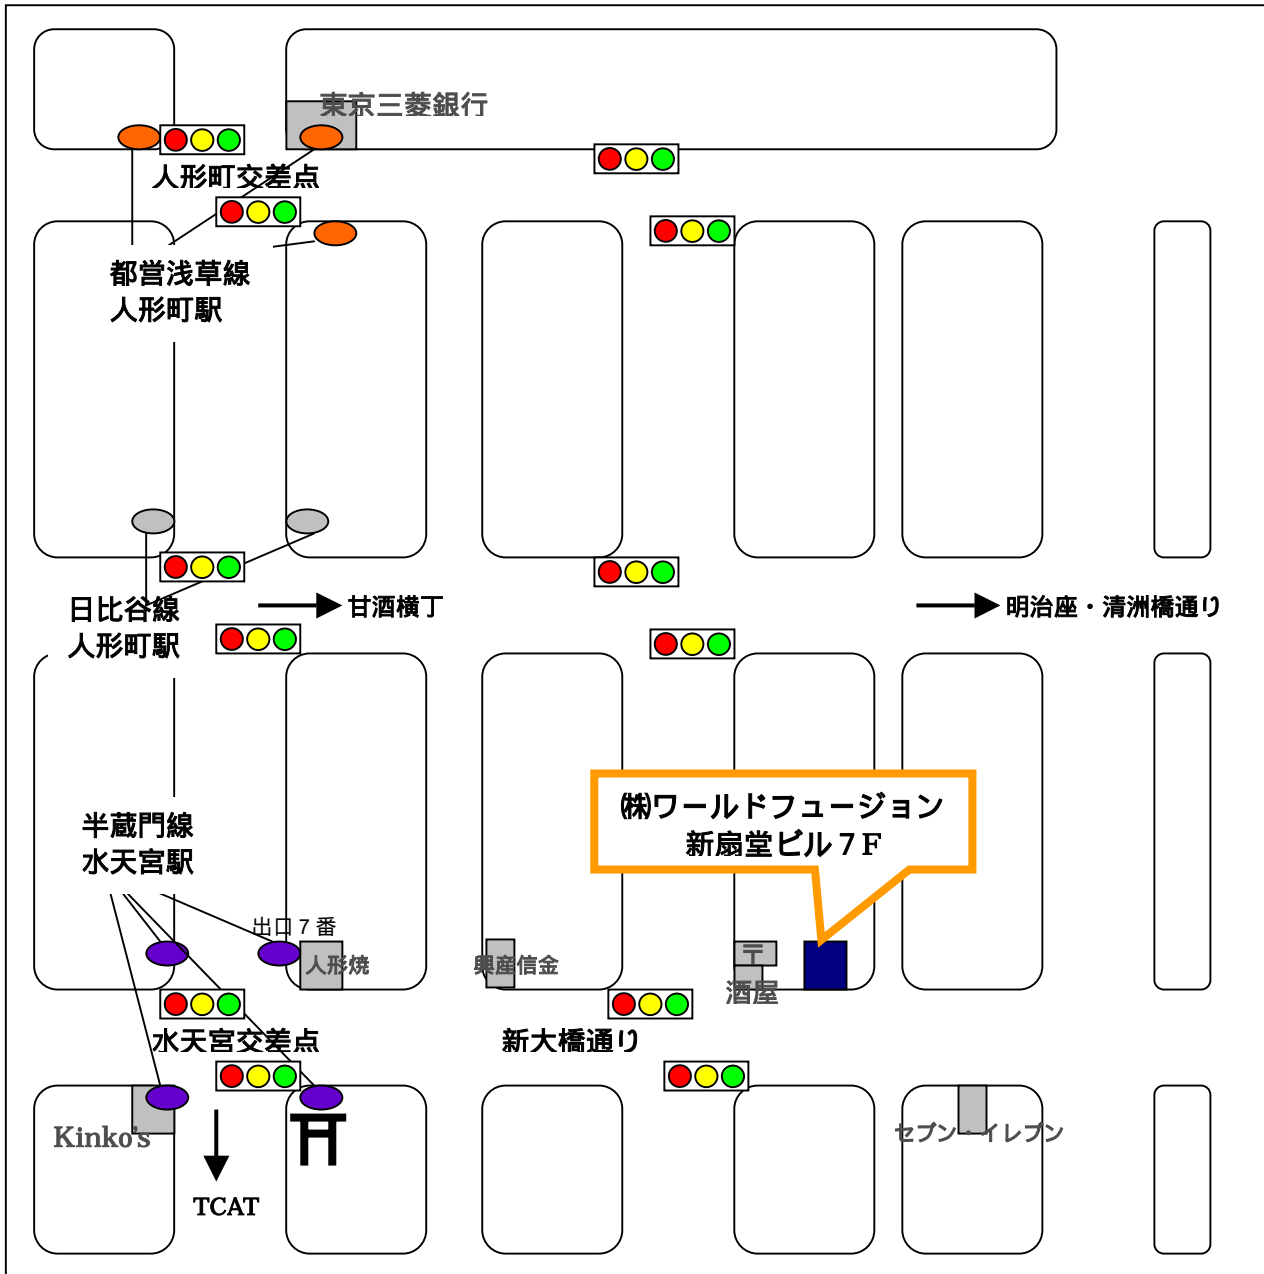 東京三菱銀行
人形町交差点
都営浅草線
人形町駅
日比谷線
人形町駅
甘酒横丁
明治座・清洲橋通り
㈱ワールドフュージョン
新扇堂ビル７F
半蔵門線
水天宮駅
出口７番
人形焼
興産信金
〒
酒屋
水天宮交差点
新大橋通り
Kinko's
セブン・イレブン
TCAT